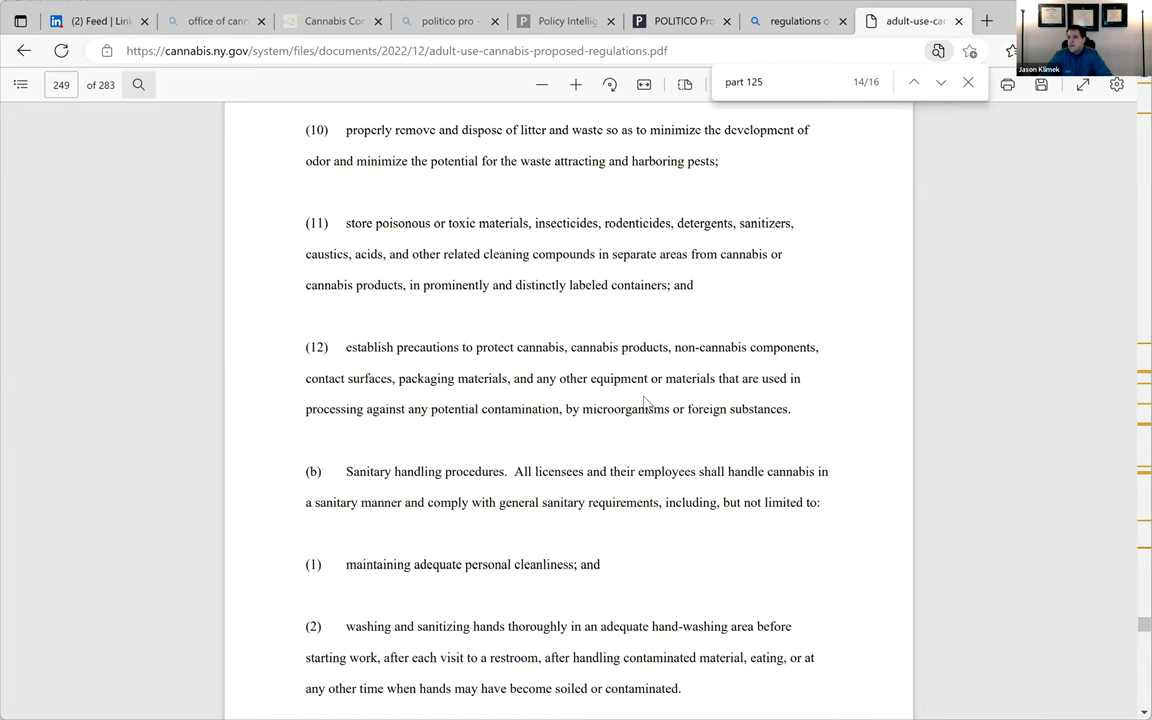 (2) Feed | Link
office of cann
Cannabis Con
politico pro -
Policy Intellig
POLITICO Pro
regulations o
adult-use-can
https://cannabis.ny.gov/system/files/documents/2022/12/adult-use-cannabis-proposed-regulations.pdf
Jason Klimek
249 of 283
part 125 14/16
(10) properly remove and dispose of litter and waste so as to minimize the development of
odor and minimize the potential for the waste attracting and harboring pests;
(11) store poisonous or toxic materials, insecticides, rodenticides, detergents, sanitizers,
caustics, acids, and other related cleaning compounds in separate areas from cannabis or
cannabis products, in prominently and distinctly labeled containers; and
(12) establish precautions to protect cannabis, cannabis products, non-cannabis components,
contact surfaces, packaging materials, and any other equipment or materials that are used in
processing against any potential contamination, by microorganisms or foreign substances.
(b) Sanitary handling procedures. All licensees and their employees shall handle cannabis in
a sanitary manner and comply with general sanitary requirements, including, but not limited to:
(1) maintaining adequate personal cleanliness; and
(2) washing and sanitizing hands thoroughly in an adequate hand-washing area before
starting work, after each visit to a restroom, after handling contaminated material, eating, or at
any other time when hands may have become soiled or contaminated.